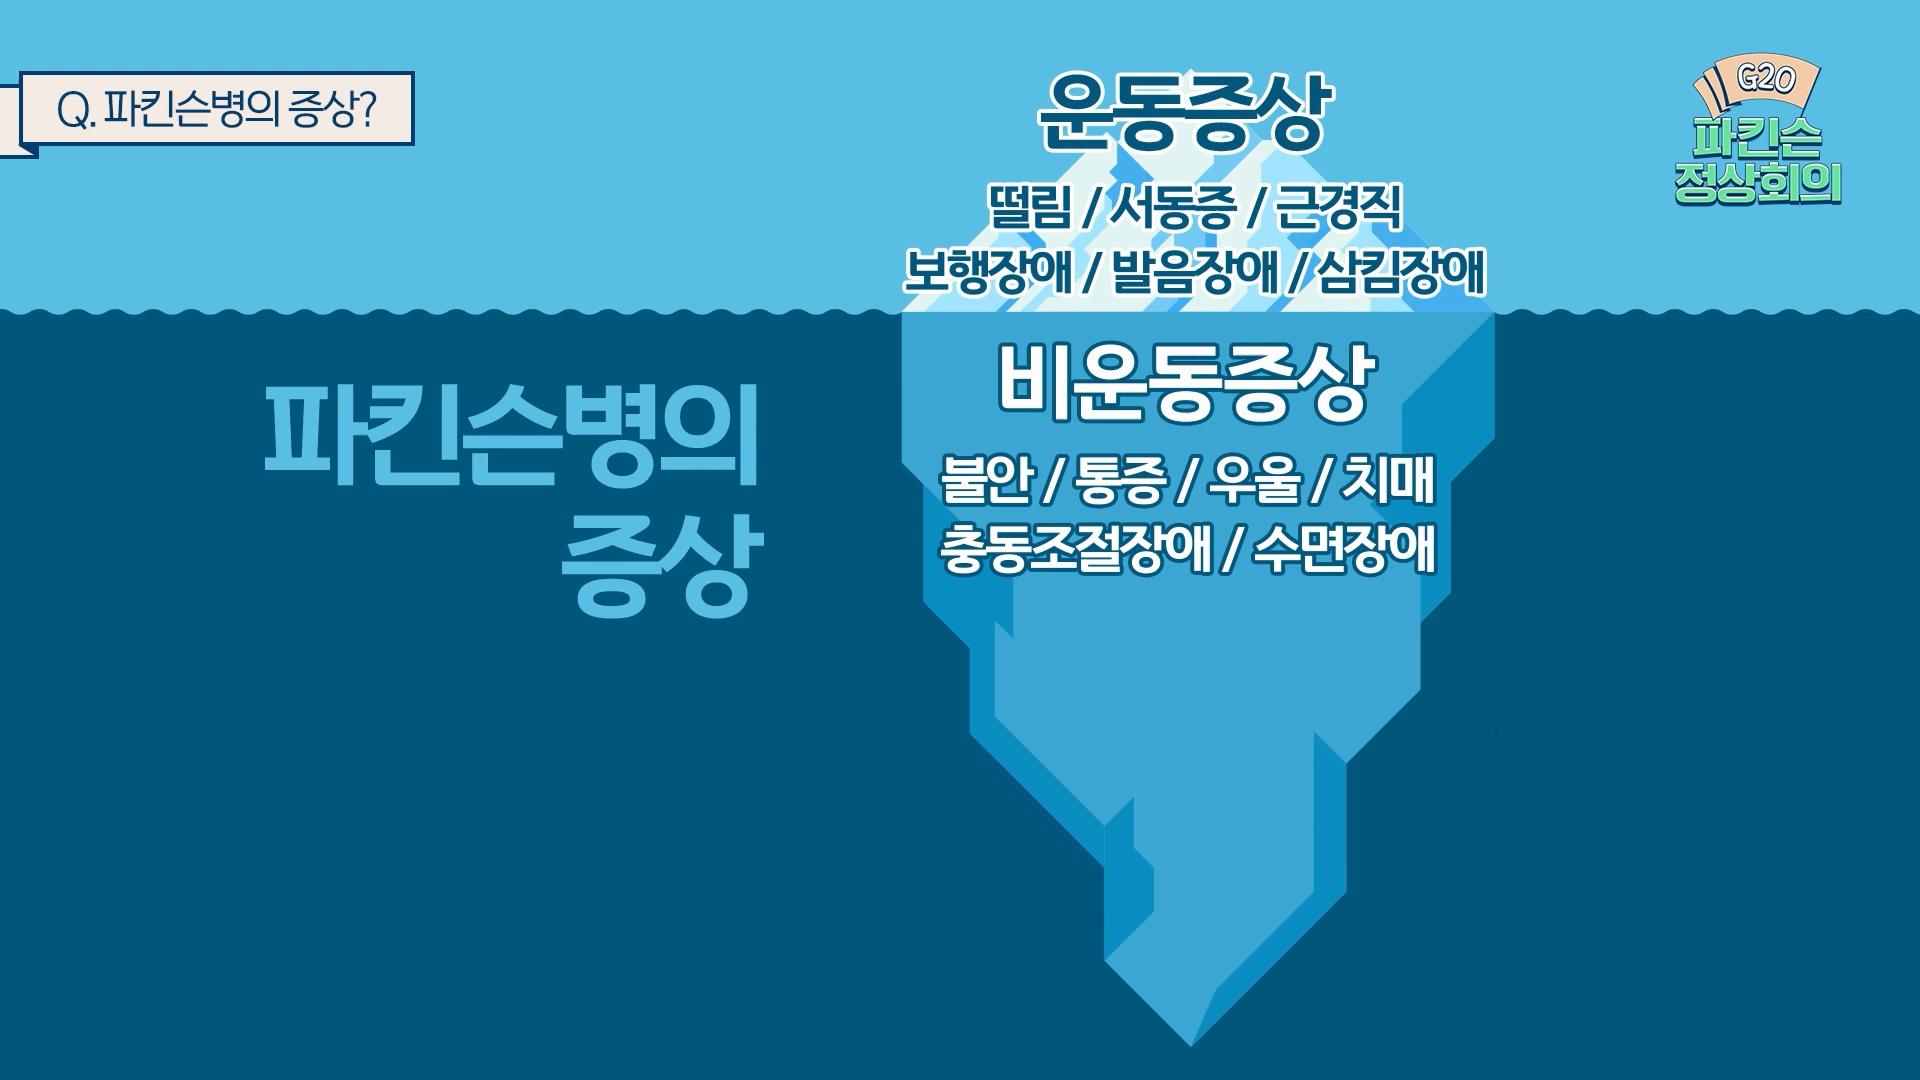 Q. 파킨슨병의 증상?
G20
파킨슨
정상회의
운동증상
떨림 / 서동증 / 근경직
보행장애 / 발음장애 / 삼킴장애
파킨슨병의
증상
비운동증상
불안 / 통증 / 우울 / 치매
충동조절장애 / 수면장애